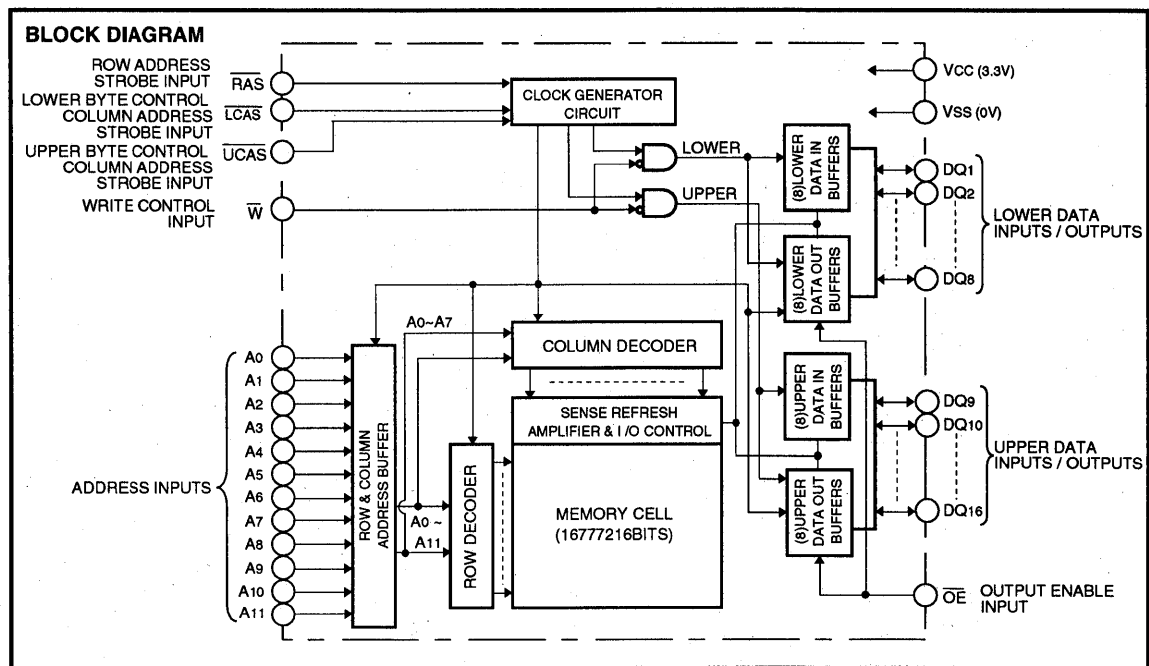 BLOCK DIAGRAM
ROW ADDRESS
STROBE INPUT
RAS
LOWER BYTE CONTROL
COLUMN ADDRESS
STROBE INPUT
LCAS
UPPER BYTE CONTROL
COLUMN ADDRESS
STROBE INPUT
UCAS
WRITE CONTROL
INPUT
W
CLOCK GENERATOR
CIRCUIT
LOWER
UPPER
(8)LOWER
DATA IN
BUFFERS
(8)LOWER
DATA OUT
BUFFERS
VCC (3.3V)
VSS (0V)
DQ1
DQ2
DQ8
LOWER DATA
INPUTS / OUTPUTS
ADDRESS INPUTS
A0
A1
A2
A3
A4
A5
A6
A7
A8
A9
A10
A11
ROW & COLUMN
ADDRESS BUFFER
A0~A7
A0 ~
A11
ROW DECODER
COLUMN DECODER
SENSE REFRESH
AMPLIFIER & I /O CONTROL
MEMORY CELL
(16777216BITS)
(8)UPPER
DATA IN
BUFFERS
(8)UPPER
DATA OUT
BUFFERS
DQ9
DQ10
DQ16
UPPER DATA
INPUTS / OUTPUTS
OE
OUTPUT ENABLE
INPUT